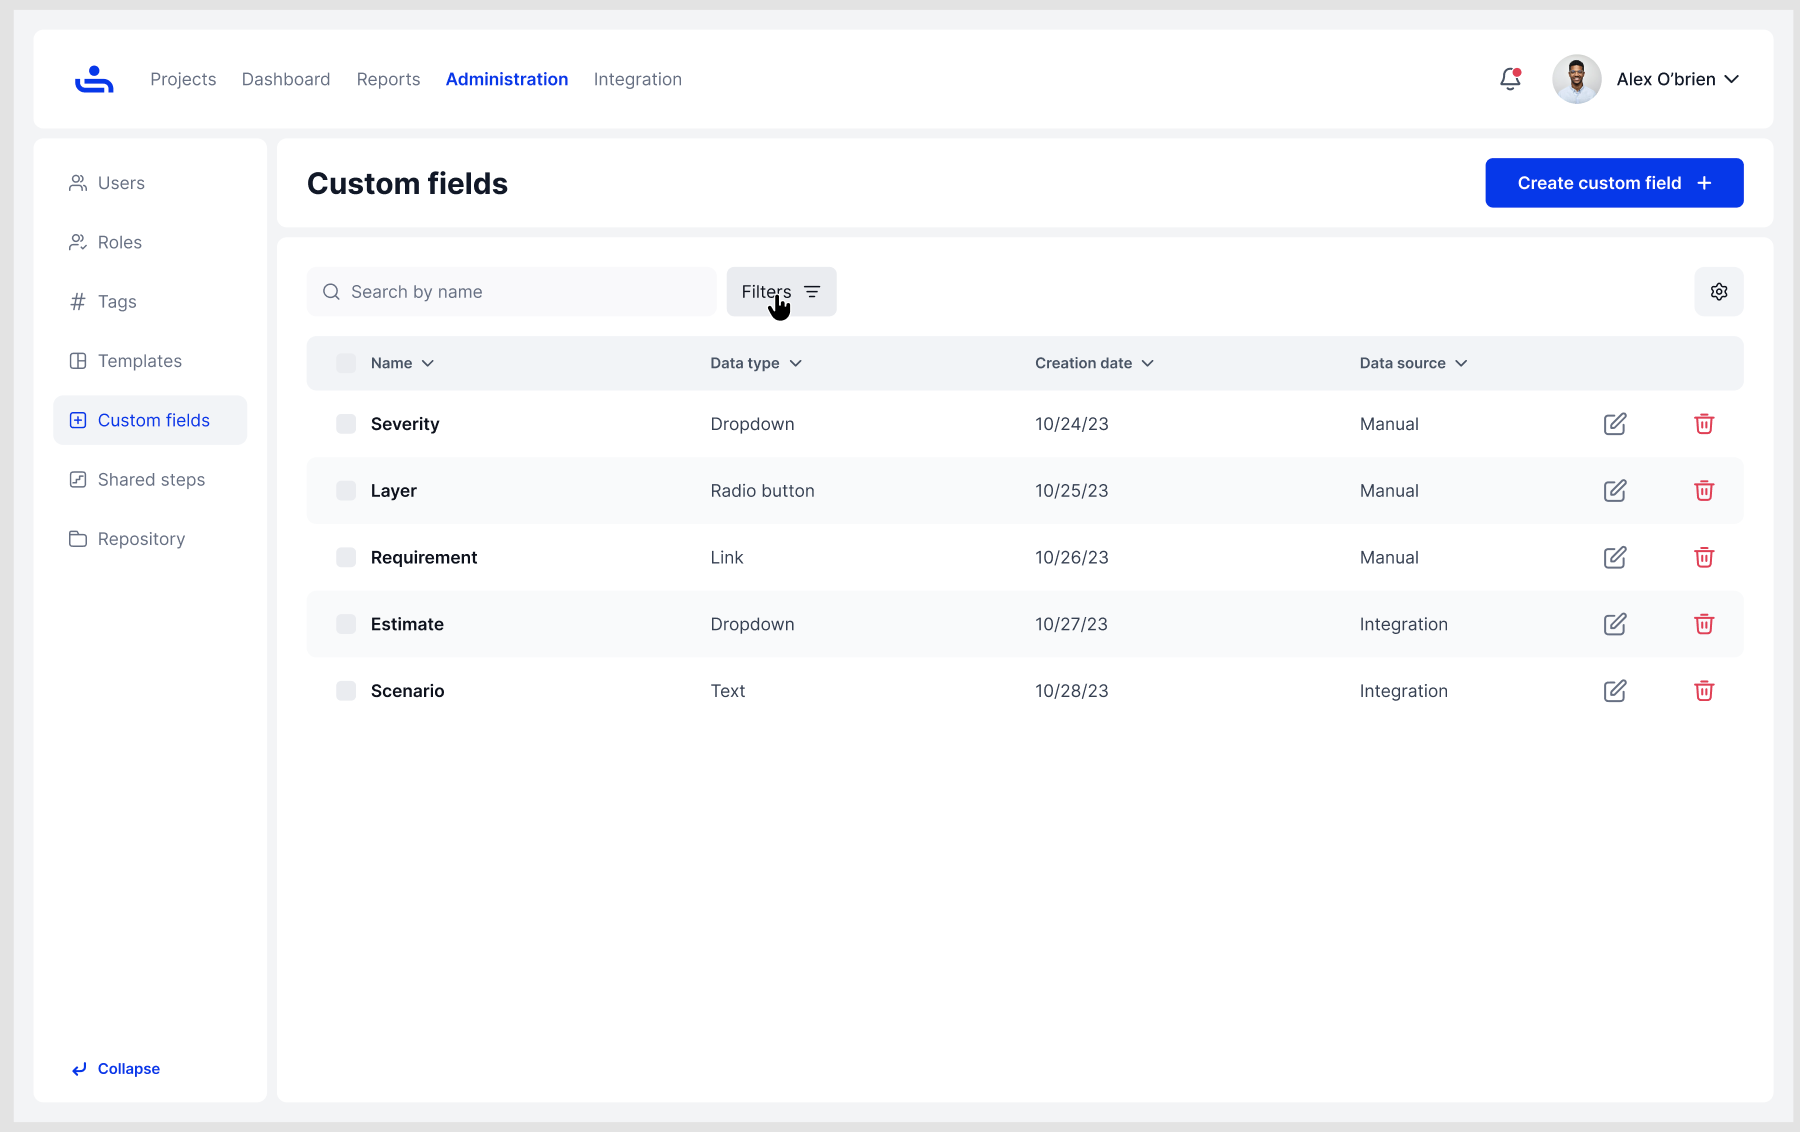 Projects Dashboard Reports Administration Integration Alex O’brien
Users
Roles
Tags
Templates
Custom fields
Shared steps
Repository
Collapse
Custom fields Create custom field
Search by name Filters
Name Data type Creation date Data source
Severity Dropdown 10/24/23 Manual
Layer Radio button 10/25/23 Manual
Requirement Link 10/26/23 Manual
Estimate Dropdown 10/27/23 Integration
Scenario Text 10/28/23 Integration